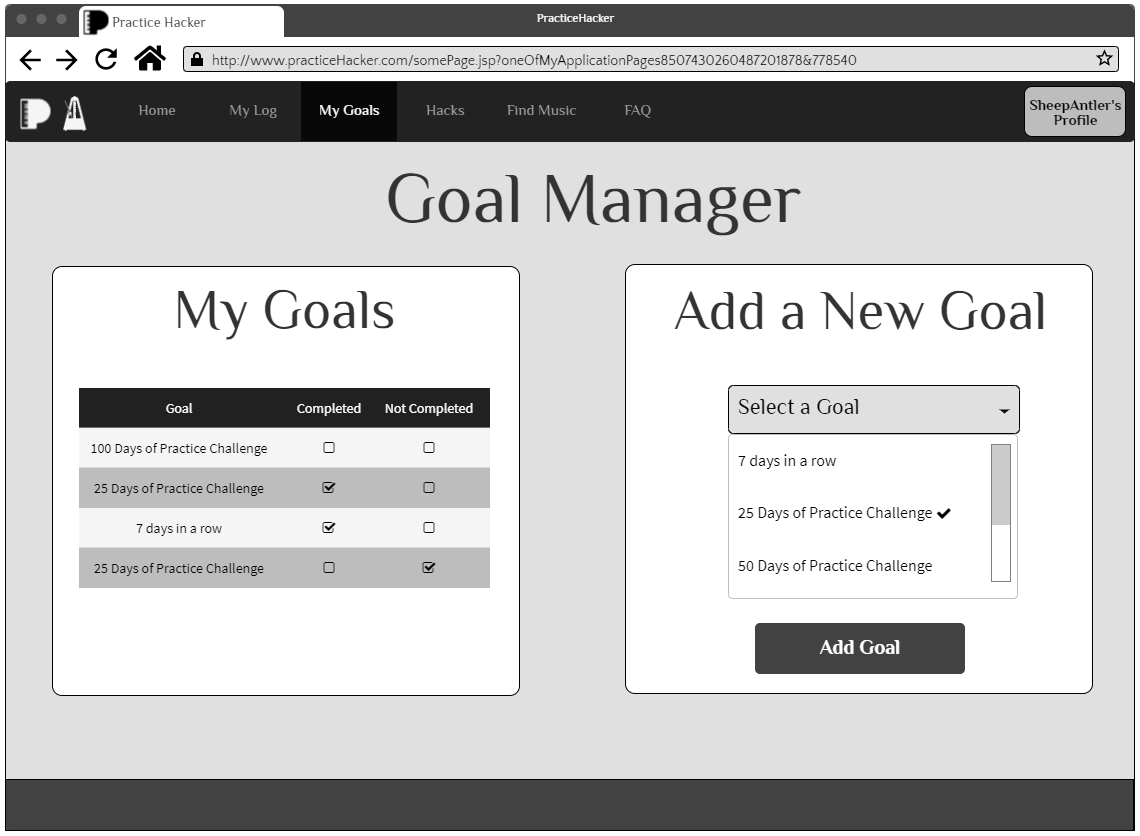 PracticeHacker
Practice Hacker
http://www.practiceHacker.com/somePage.jsp?oneOfMyApplicationPages8507430260487201878&778540
Home My Log My Goals Hacks Find Music FAQ
SheepAntler's
Profile
Goal Manager
My Goals
Goal Completed Not Completed
100 Days of Practice Challenge
25 Days of Practice Challenge
7 days in a row
25 Days of Practice Challenge
Add a New Goal
Select a Goal
7 days in a row
25 Days of Practice Challenge
50 Days of Practice Challenge
Add Goal